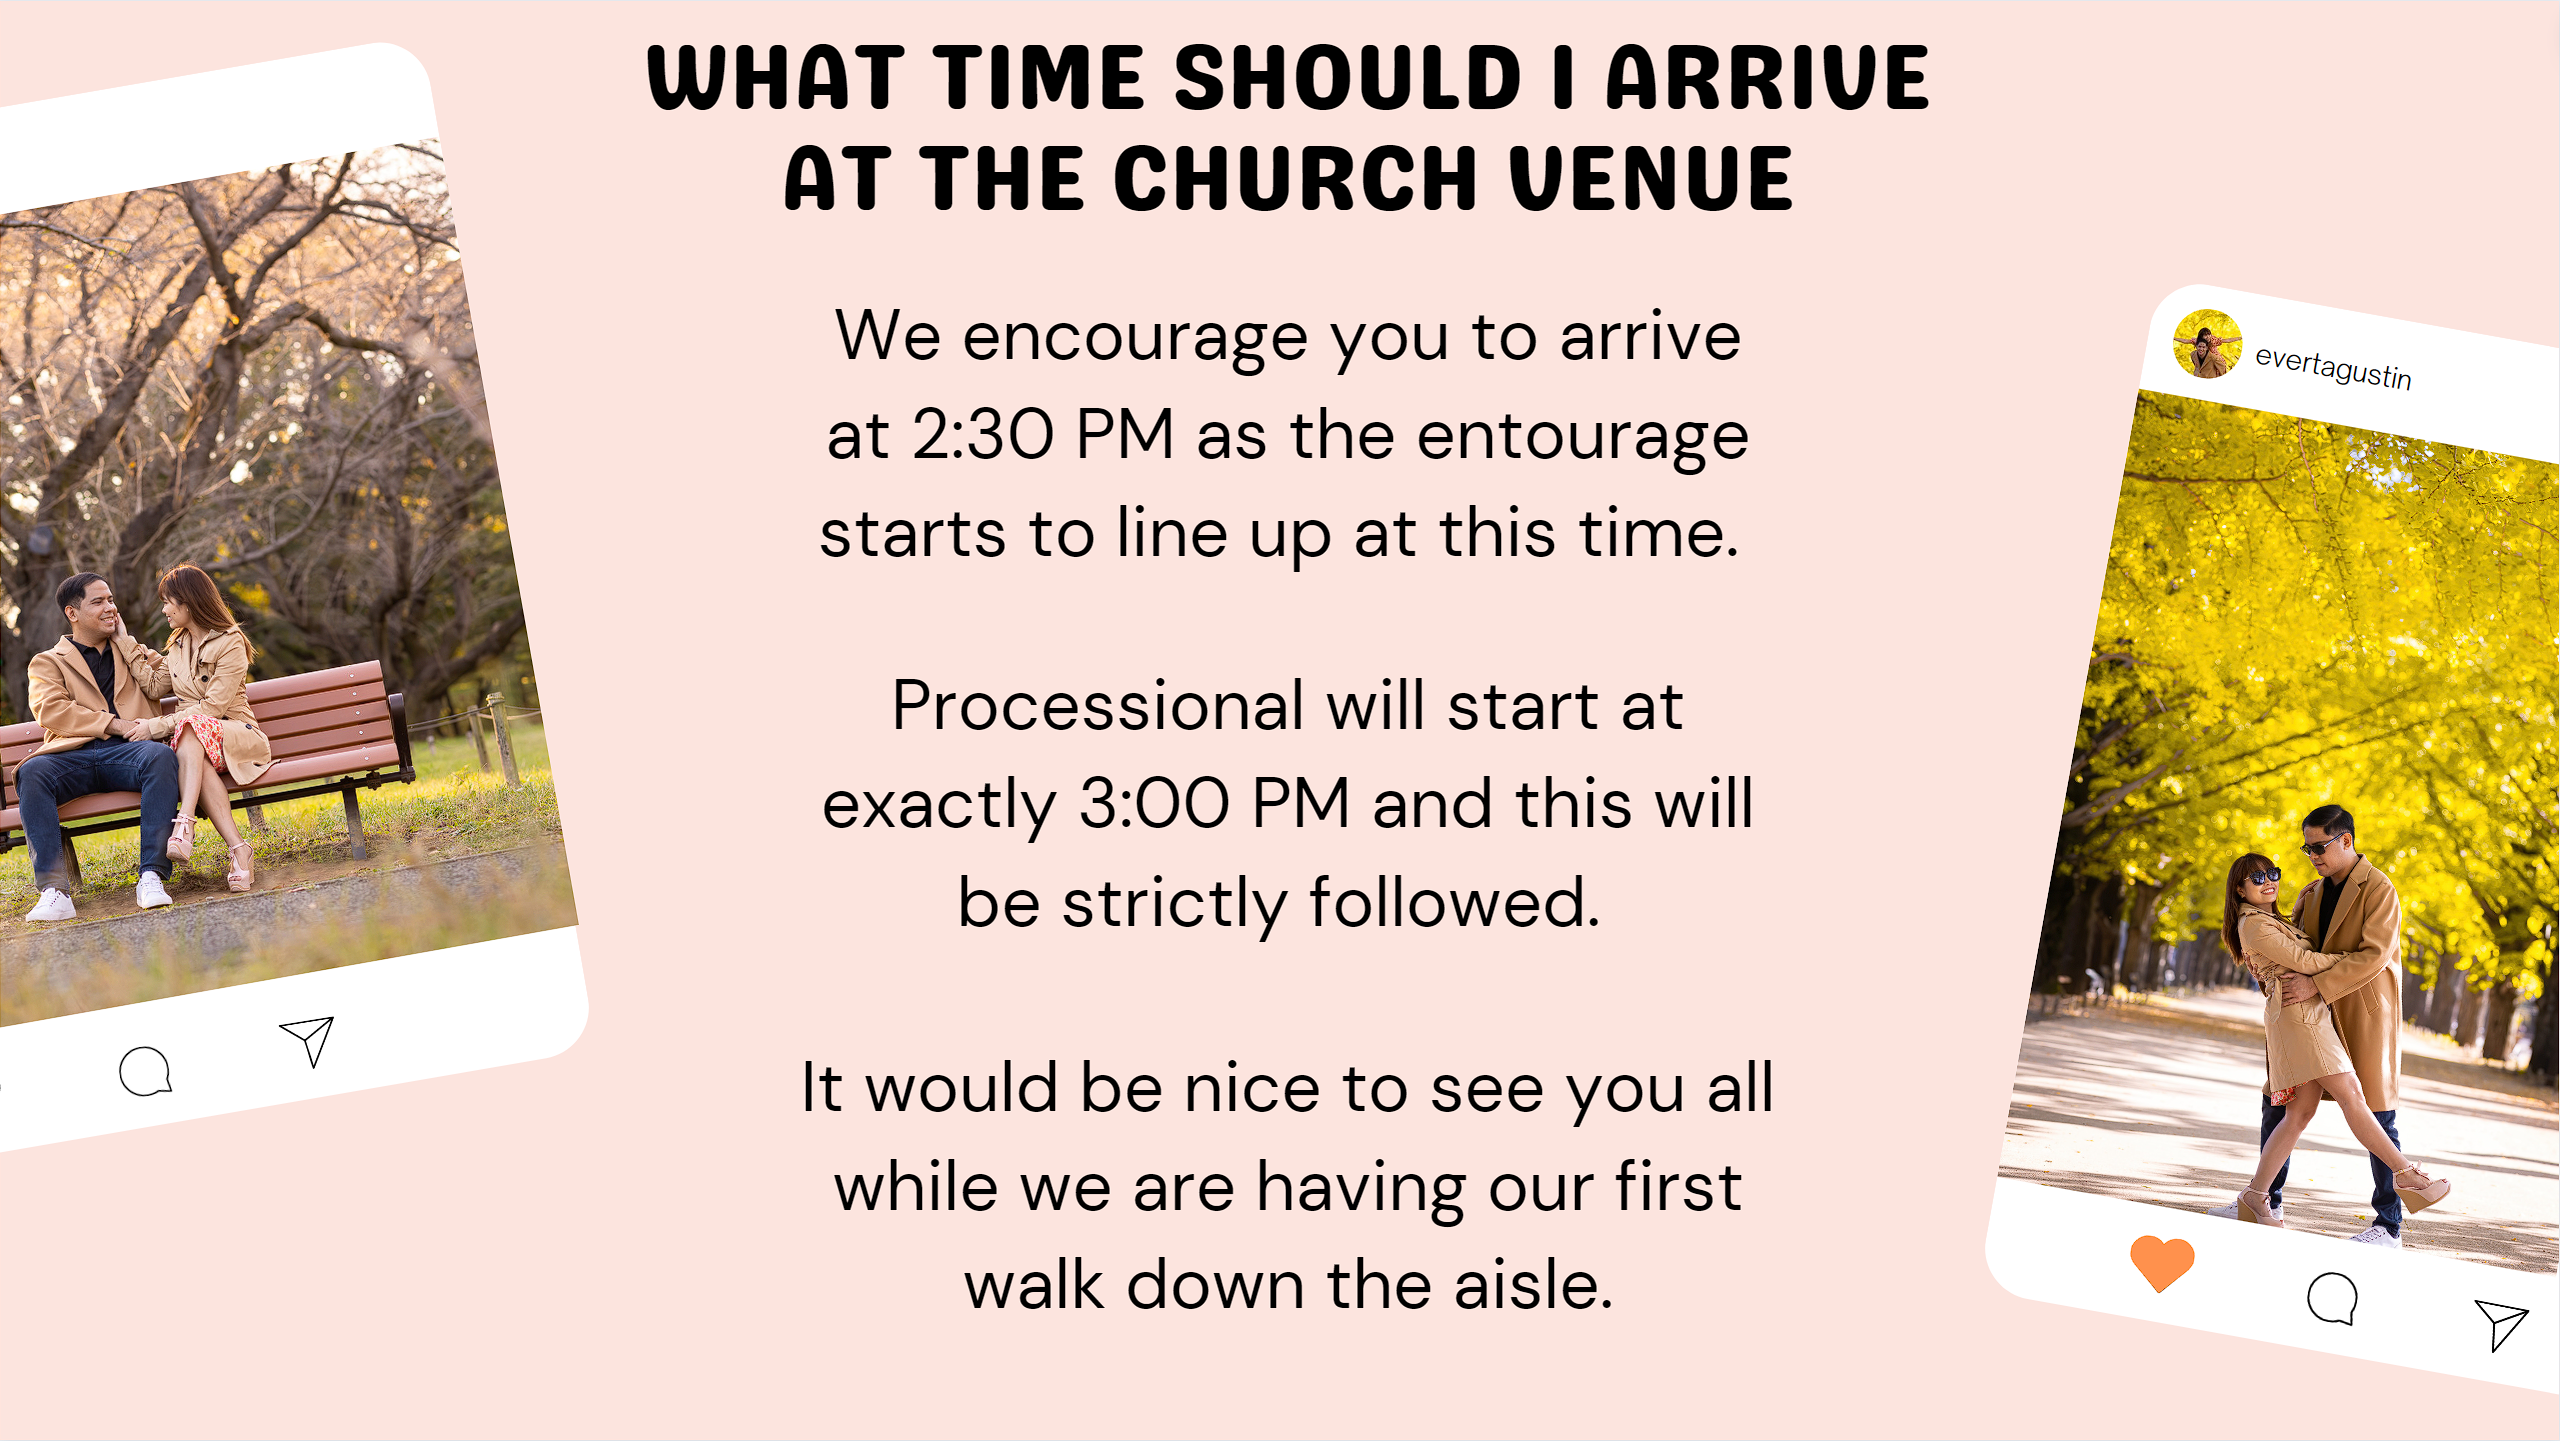 WHAT TIME SHOULD I ARRIVE
AT THE CHURCH VENUE
We encourage you to arrive
at 2:30 PM as the entourage
starts to line up at this time.
Processional will start at
exactly 3:00 PM and this will
be strictly followed.
It would be nice to see you all
while we are having our first
walk down the aisle.
evertagustin